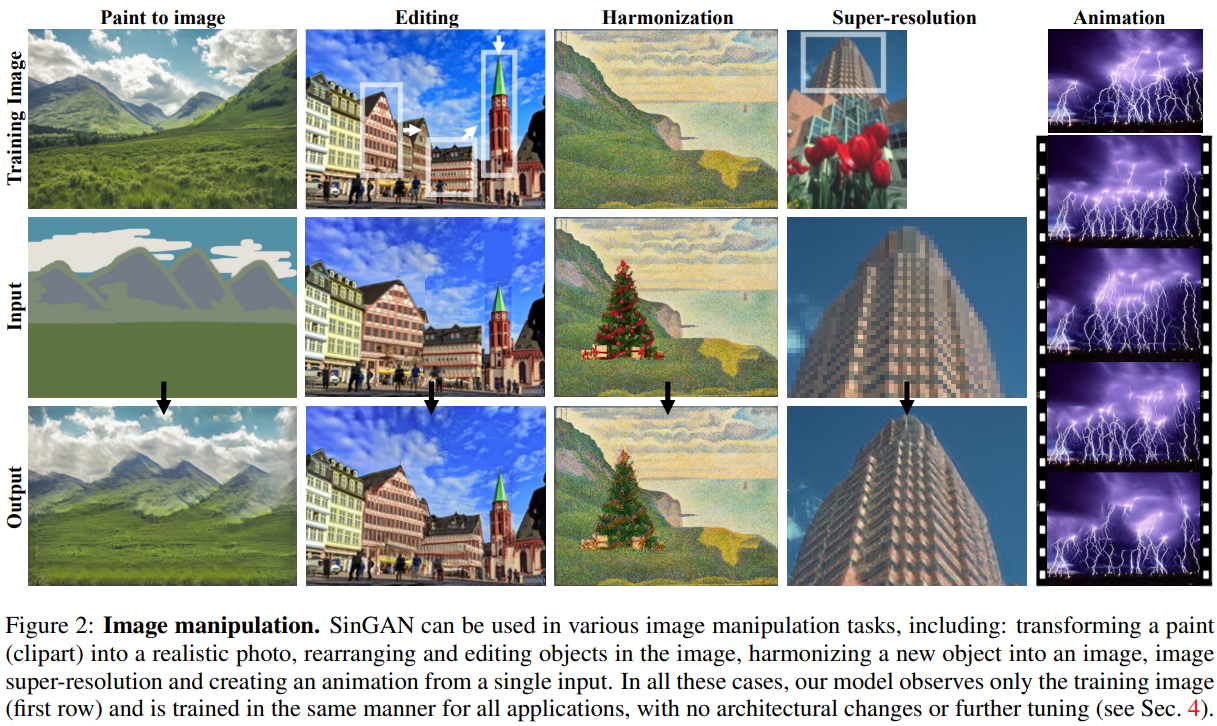 Paint to image
Editing
Harmonization
Super-resolution
Animation
Training Image
Input
Output
Figure 2: Image manipulation. SinGAN can be used in various image manipulation tasks, including: transforming a paint
(clipart) into a realistic photo, rearranging and editing objects in the image, harmonizing a new object into an image, image
super-resolution and creating an animation from a single input. In all these cases, our model observes only the training image
(first row) and is trained in the same manner for all applications, with no architectural changes or further tuning (see Sec. 4).